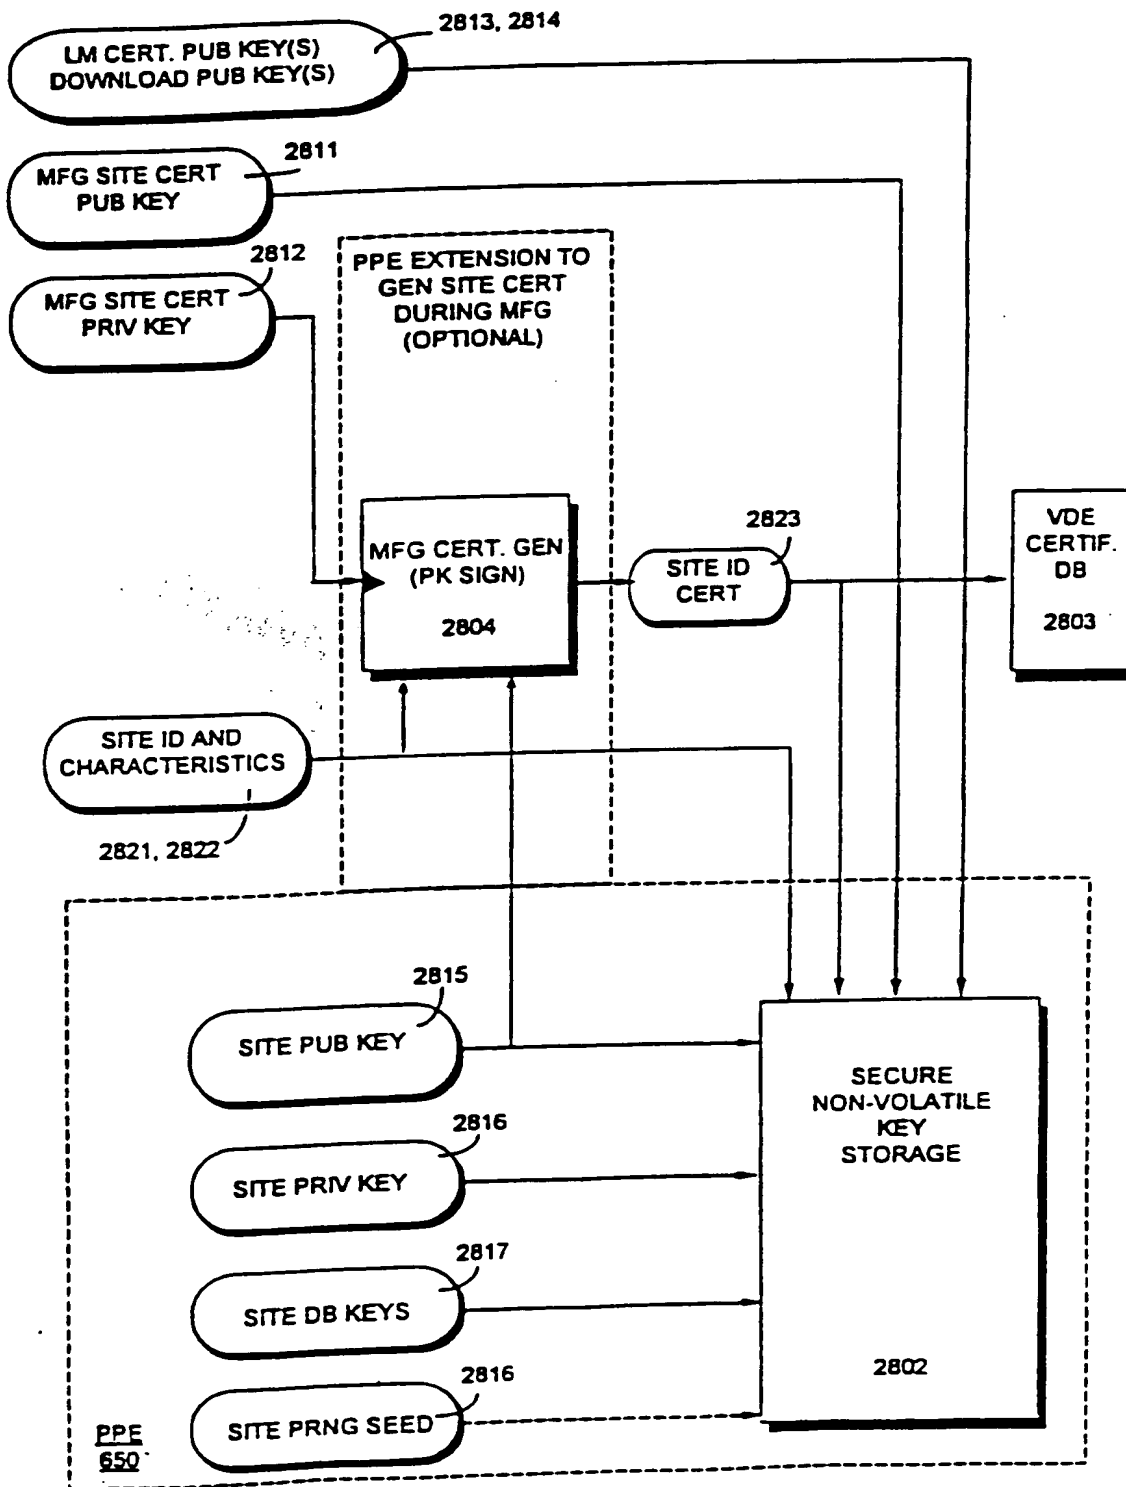 2813, 2814
LM CERT. PUB KEY(S)
DOWNLOAD PUB KEY(S)
2811
MFG SITE CERT
PUB KEY
2812
MFG SITE CERT
PRIV KEY
PPE EXTENSION TO
GEN SITE CERT
DURING MFG
(OPTIONAL)
MFG CERT. GEN
(PK SIGN)
2804
2823
SITE ID
CERT
VDE
CERTIF.
DB
2803
SITE ID AND
CHARACTERISTICS
2821, 2822
2815
SITE PUB KEY
2816
SITE PRIV KEY
2817
SITE DB KEYS
2816
SITE PRNG SEED
SECURE
NON-VOLATILE
KEY
STORAGE
2802
PPE
650